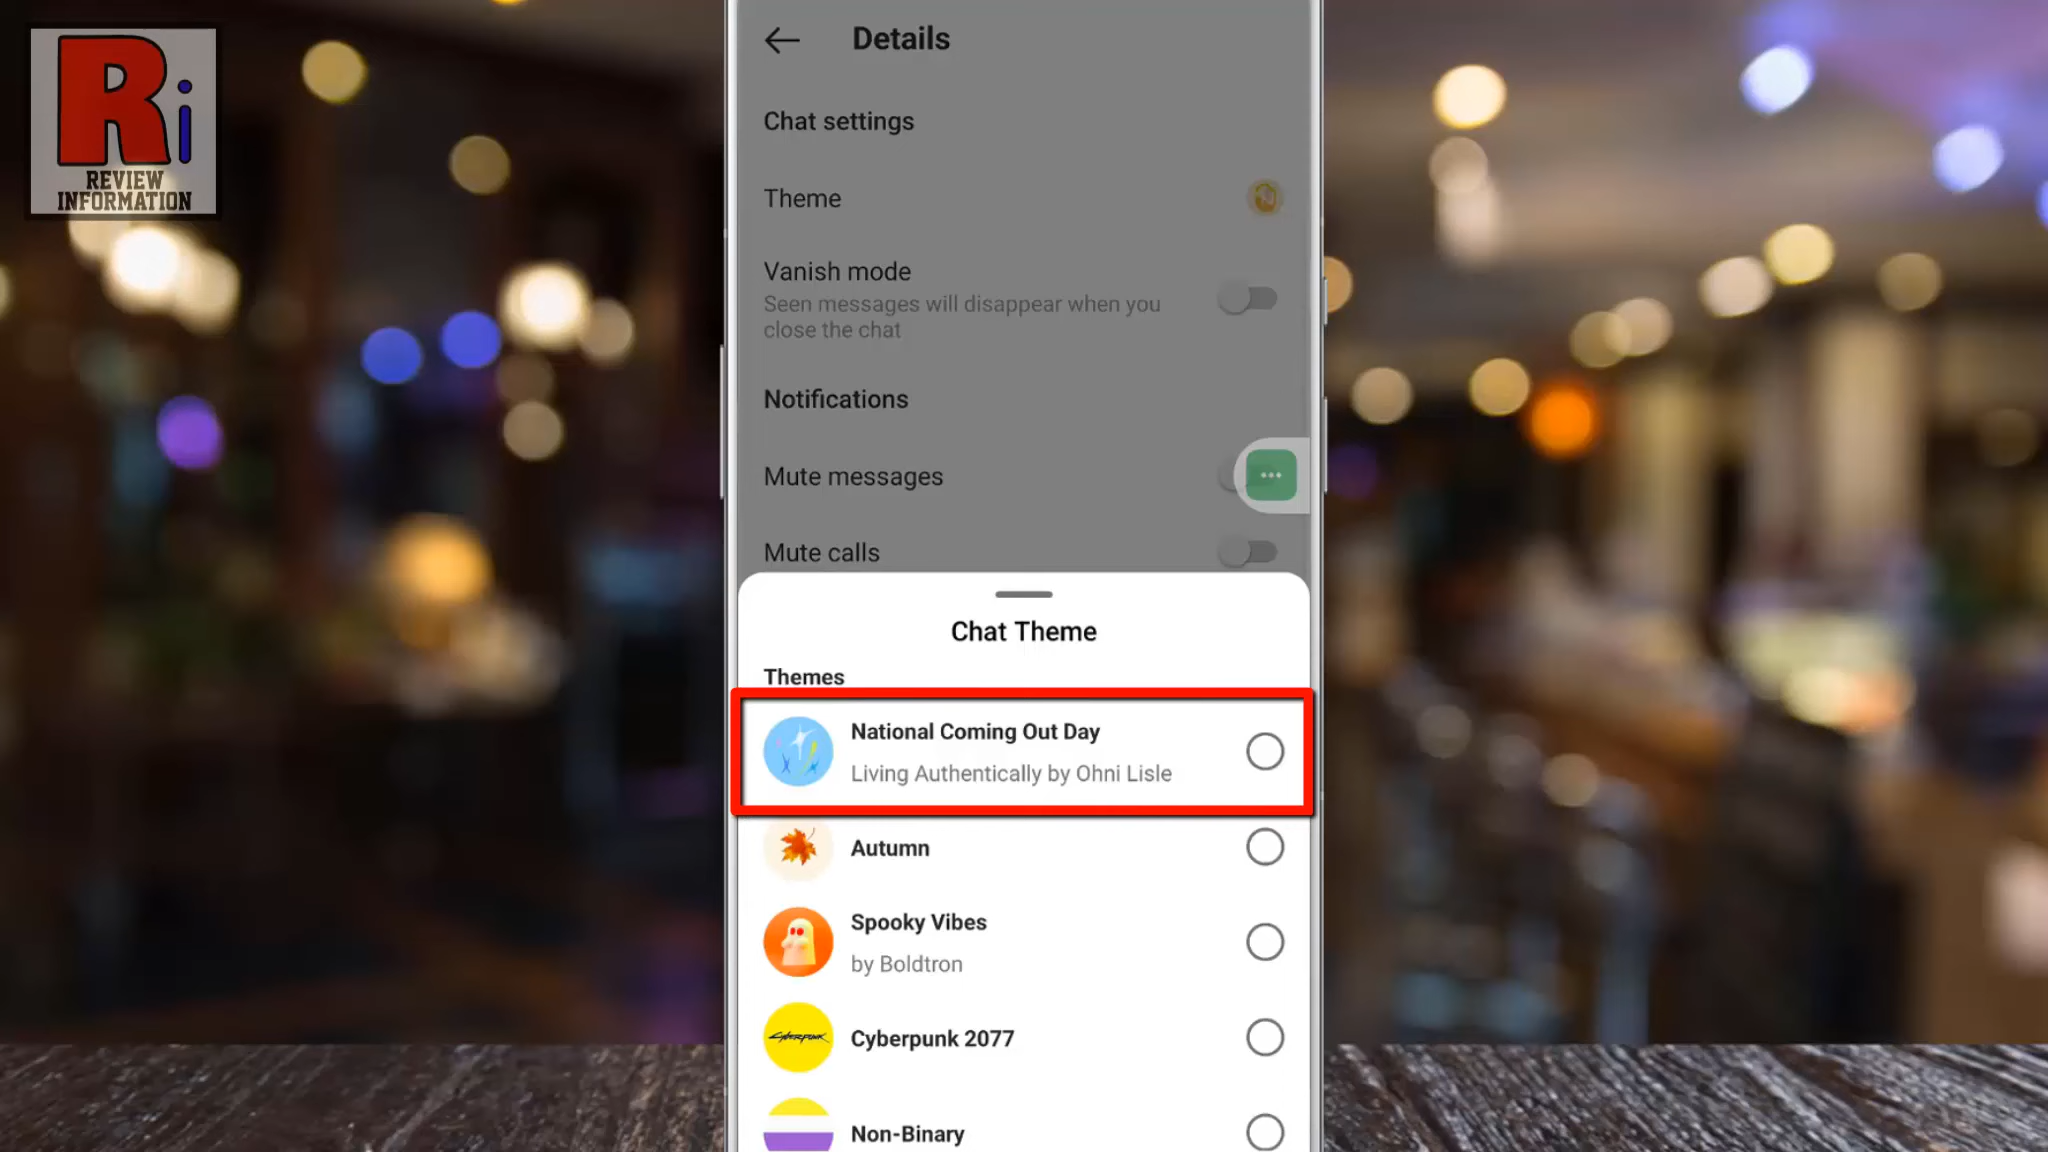 Ri
REVIEW
INFORMATION
Details
Chat settings
Theme
Vanish mode
Seen messages will disappear when you
close the chat
Notifications
Mute messages
Mute calls
Chat Theme
Themes
National Coming Out Day
Living Authentically by Ohni Lisle
Autumn
Spooky Vibes
by Boldtron
Cyberpunk
Cyberpunk 2077
Non-Binary